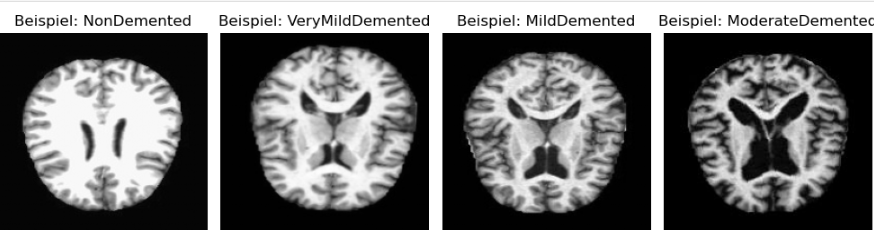 Beispiel: NonDemented
Beispiel: VeryMildDemented
Beispiel: MildDemented
Beispiel: ModerateDemented